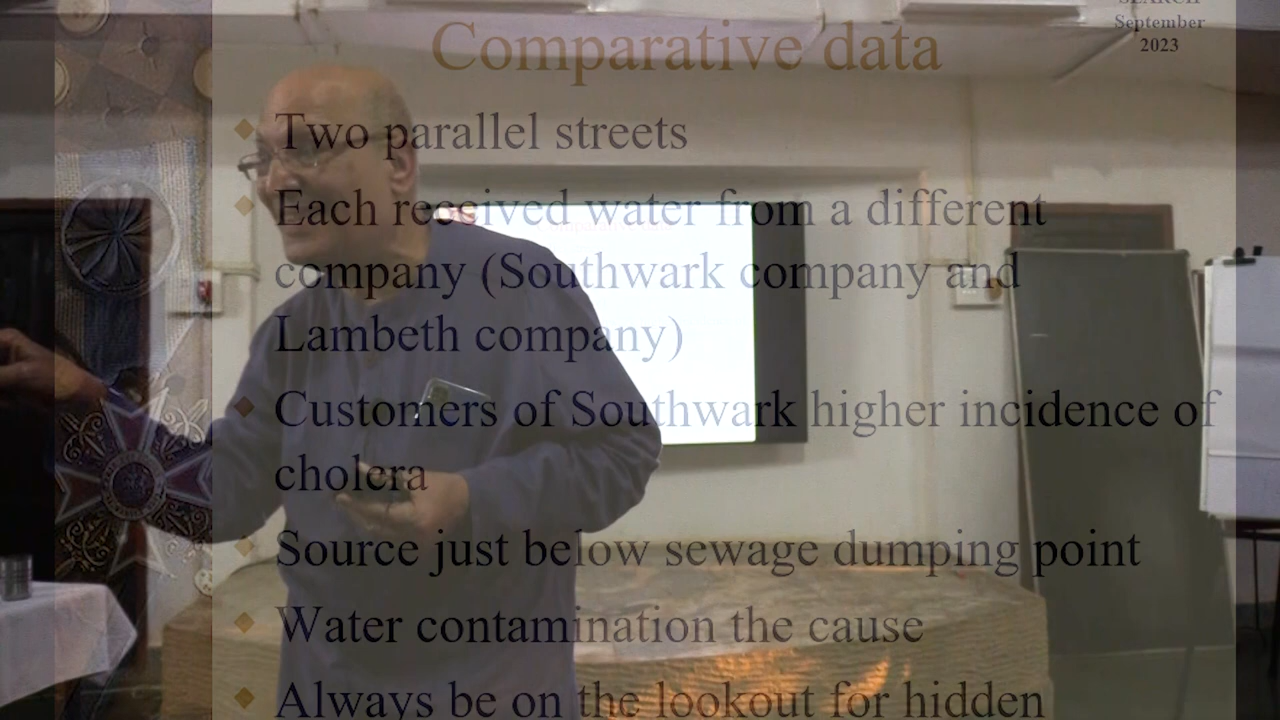 SEARCH
September
2023
Comparative data
Two parallel streets
Each received water from a different
company (Southwark company and
Lambeth company)
Customers of Southwark higher incidence of
cholera
Source just below sewage dumping point
Water contamination the cause
Always be on the lookout for hidden